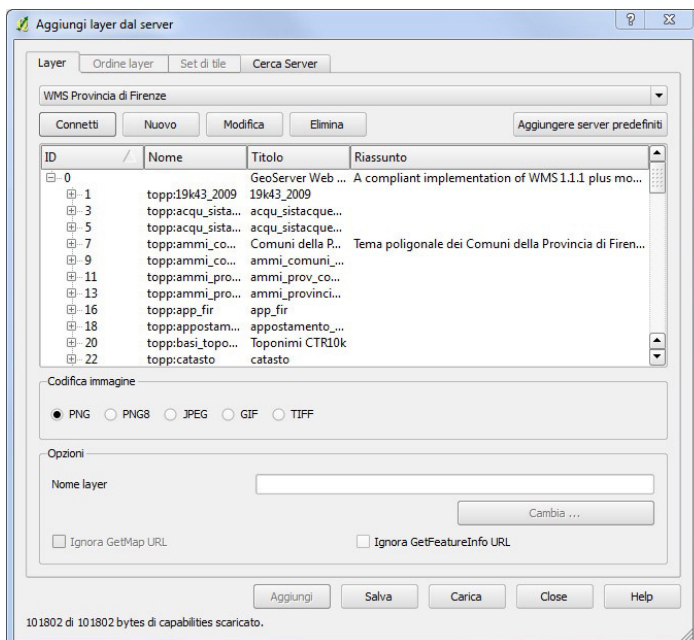 Aggiungi layer dal server
Layer Ordine layer Set di tile Cerca Server
WMS Provincia di Firenze
Connetti Nuovo Modifica Elimina Aggiungere server predefiniti
ID Nome Titolo Riassunto
0 GeoServer Web ... A compliant implementation of WMS 1.1.1 plus mo...
1 topp:19k43_2009 19k43_2009
3 topp:acqu_sista... acqu_sistacque...
5 topp:acqu_sista... acqu_sistacque...
7 topp:ammi_co... Comuni della P... Tema poligonale dei Comuni della Provincia di Firen...
9 topp:ammi_co... ammi_comuni_...
11 topp:ammi_pro... ammi_prov_co...
13 topp:ammi_pro... ammi_provinci...
16 topp:app_fir app_fir
18 topp:appostam... appostamento_...
20 topp:basi_topo... Toponimi CTR10k
22 topp:catasto catasto
Codifica immagine
PNG PNG8 JPEG GIF TIFF
Opzioni
Nome layer
Cambia ...
Ignora GetMap URL Ignora GetFeatureInfo URL
Aggiungi Salva Carica Close Help
101802 di 101802 bytes di capabilities scaricato.